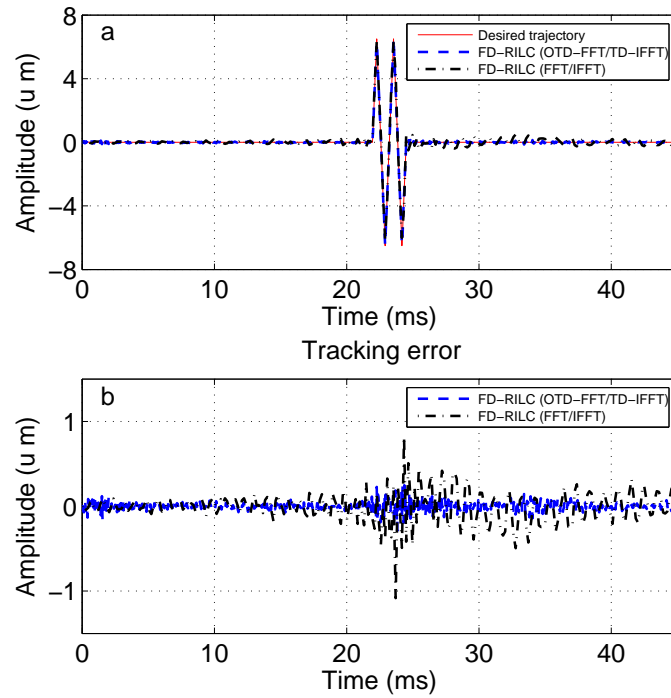 a
Desired trajectory
FD−RILC (OTD−FFT/TD−IFFT)
FD−RILC (FFT/IFFT)
8
4
0
−4
−8
Amplitude (u m)
0 10 20 30 40
Time (ms)
Tracking error
b
FD−RILC (OTD−FFT/TD−IFFT)
FD−RILC (FFT/IFFT)
1
0
−1
Amplitude (u m)
0 10 20 30 40
Time (ms)